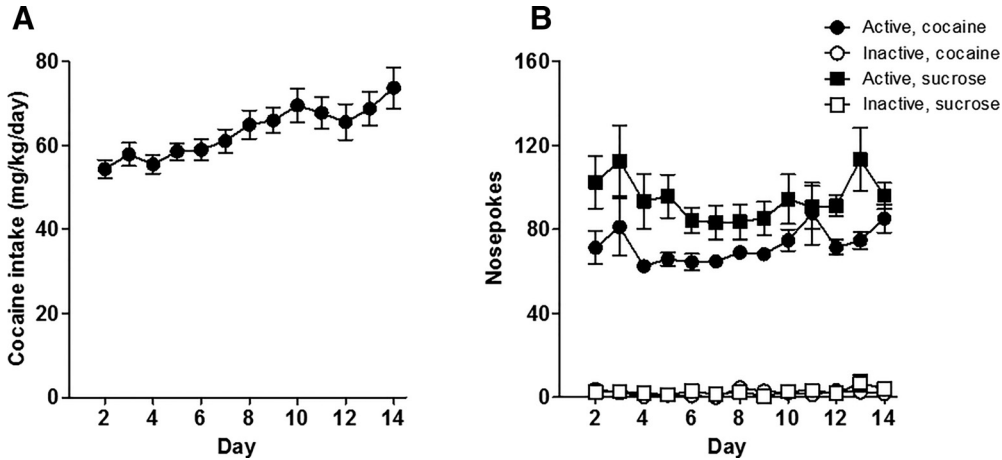 A
Cocaine intake (mg/kg/day)
80
60
40
20
0
2 4 6 8 10 12 14
Day
B
Active, cocaine
Inactive, cocaine
Active, sucrose
Inactive, sucrose
Nosepokes
160
120
80
40
0
2 4 6 8 10 12 14
Day